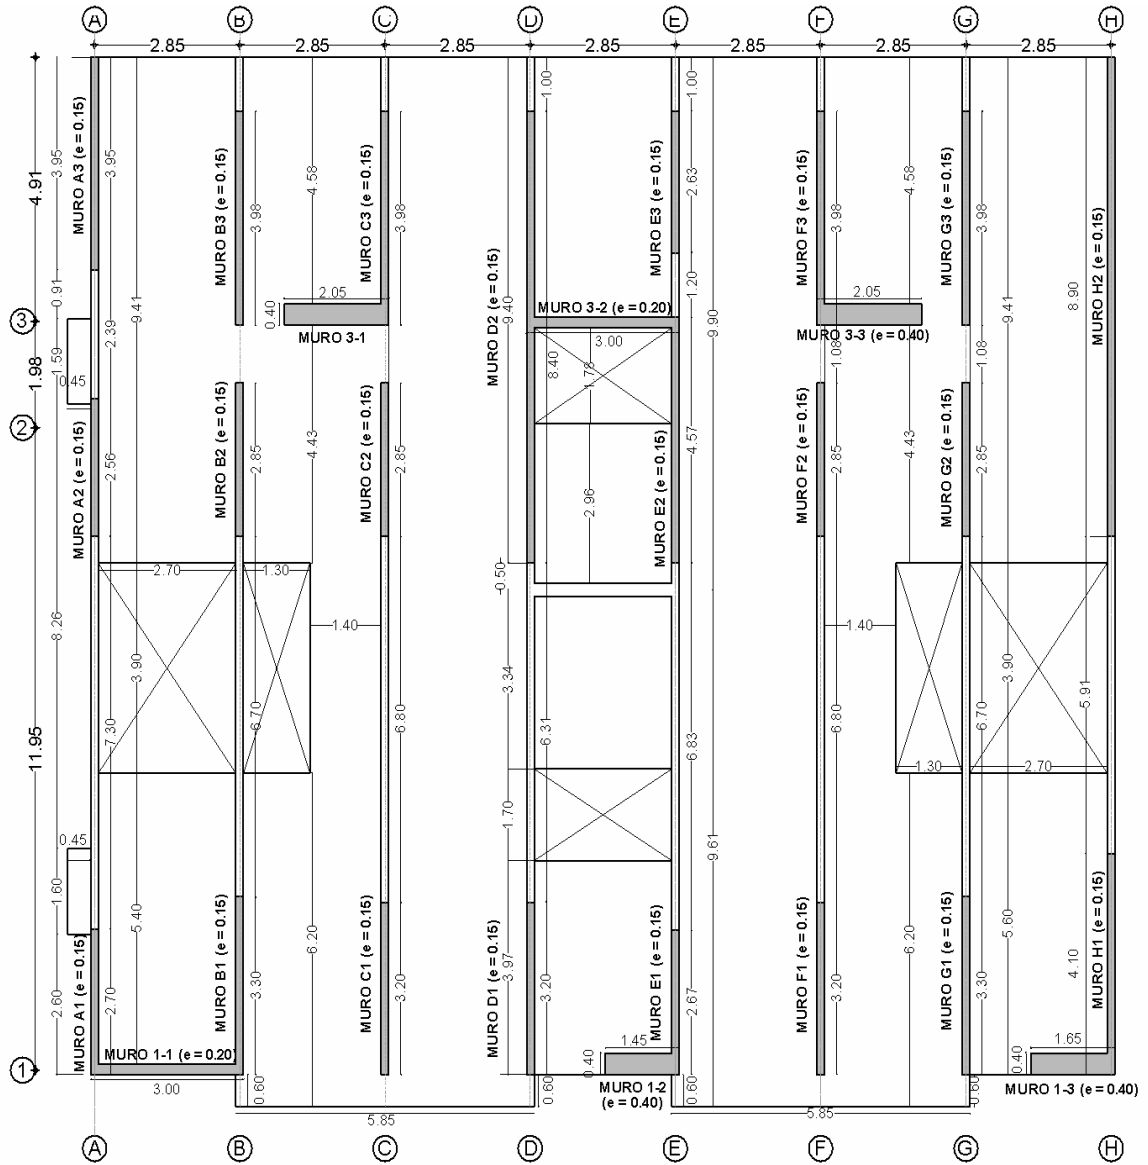 A B C D E F G H
2.85 2.85 2.85 2.85 2.85 2.85 2.85
1.00 1.00
3.95 MURO A3 (e = 0.15) 3.95
4.91
MURO B3 (e = 0.15) 3.98 4.58 MURO C3 (e = 0.15) 3.98
MURO E3 (e = 0.15) 2.63
MURO F3 (e = 0.15) 3.98 4.58 MURO G3 (e = 0.15) 3.98
MURO H2 (e = 0.15) 8.90
0.91 2.39 9.41
2.05
0.40
MURO 3-1
MURO D2 (e = 0.15) 9.40
1.20
MURO 3-2 (e = 0.20)
9.90
2.05
0.40
MURO 3-3 (e = 0.40)
9.41
3
1.98 1.59
0.45
3.00
8.40 1.78
1.08 1.08
2
MURO A2 (e = 0.15) 2.56
MURO B2 (e = 0.15) 2.85 4.43 MURO C2 (e = 0.15) 2.85
2.96
MURO E2 (e = 0.15) 4.57
MURO F2 (e = 0.15) 2.85 4.43 MURO G2 (e = 0.15) 2.85
2.70 1.30
0.50
8.26 3.90
1.40 1.40
3.34
3.90 5.91
11.95
7.30 6.70 6.80 6.31 6.83 6.80 6.70
1.30 2.70
1.70
9.61
0.45
1.60
5.40 6.20 6.20 5.60
MURO A1 (e = 0.15) 2.60 2.70
MURO B1 (e = 0.15) 3.30
MURO C1 (e = 0.15) 3.20
MURO D1 (e = 0.15) 3.97 3.20
MURO E1 (e = 0.15) 2.67
MURO F1 (e = 0.15) 3.20
MURO G1 (e = 0.15) 3.30
MURO H1 (e = 0.15) 4.10
MURO 1-1 (e = 0.20)
1.45
0.40
1.65
0.40
1
3.00
0.60
MURO 1-2
(e = 0.40)
0.60
0.60
MURO 1-3 (e = 0.40)
5.85 5.85
A B C D E F G H